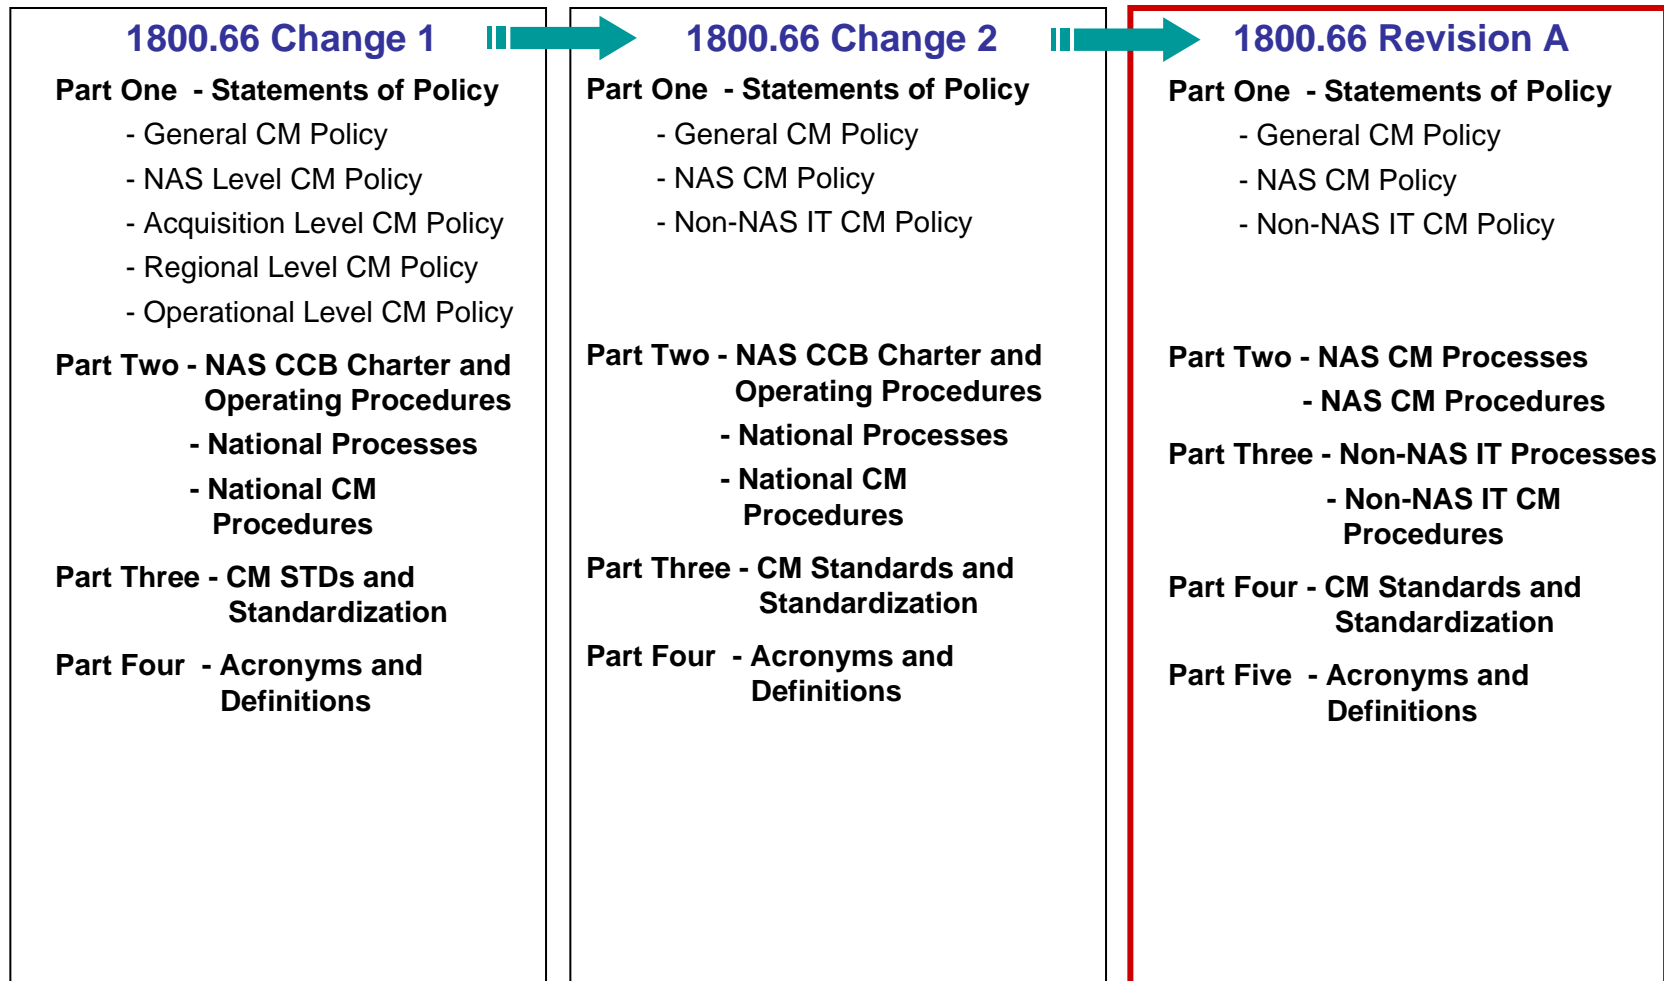 1800.66 Change 1
Part One - Statements of Policy
- General CM Policy
- NAS Level CM Policy
- Acquisition Level CM Policy
- Regional Level CM Policy
- Operational Level CM Policy
Part Two - NAS CCB Charter and
Operating Procedures
- National Processes
- National CM
Procedures
Part Three - CM STDs and
Standardization
Part Four - Acronyms and
Definitions
1800.66 Change 2
Part One - Statements of Policy
- General CM Policy
- NAS CM Policy
- Non-NAS IT CM Policy
Part Two - NAS CCB Charter and
Operating Procedures
- National Processes
- National CM
Procedures
Part Three - CM Standards and
Standardization
Part Four - Acronyms and
Definitions
1800.66 Revision A
Part One - Statements of Policy
- General CM Policy
- NAS CM Policy
- Non-NAS IT CM Policy
Part Two - NAS CM Processes
- NAS CM Procedures
Part Three - Non-NAS IT Processes
- Non-NAS IT CM
Procedures
Part Four - CM Standards and
Standardization
Part Five - Acronyms and
Definitions